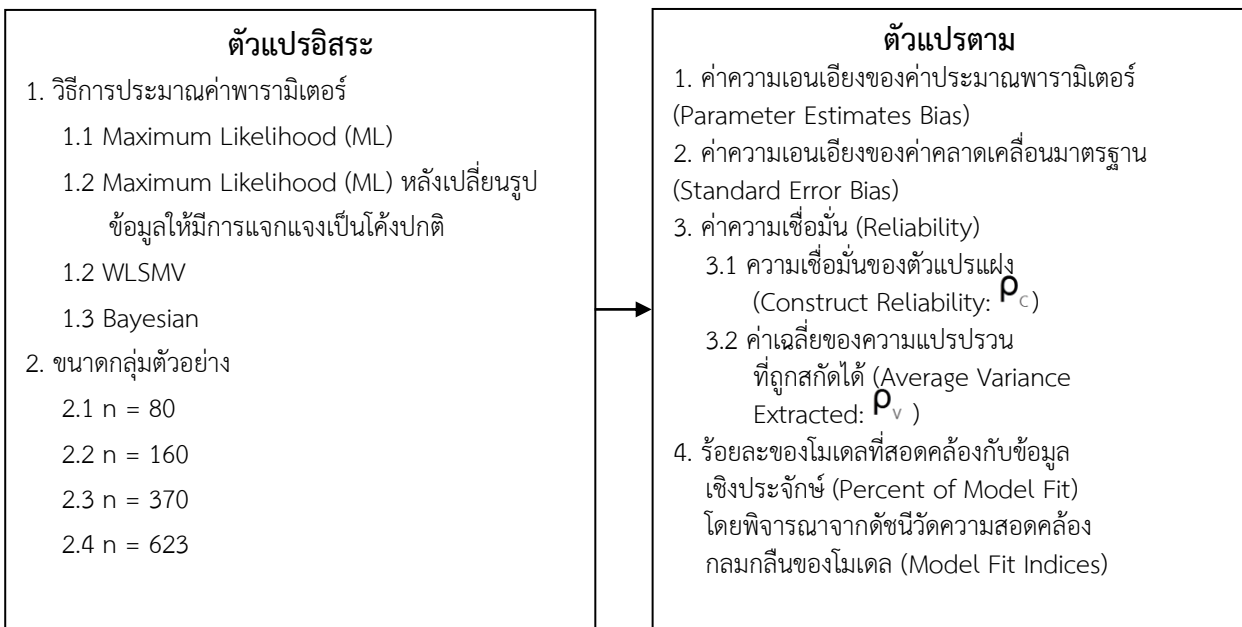 ตัวแปรอิสระ
1. วิธีการประมาณค่าพารามิเตอร์
1.1 Maximum Likelihood (ML)
1.2 Maximum Likelihood (ML) หลังเปลี่ยนรูป
ข้อมูลให้มีการแจกแจงเป็นโค้งปกติ
1.2 WLSMV
1.3 Bayesian
2. ขนาดกลุ่มตัวอย่าง
2.1 n = 80
2.2 n = 160
2.3 n = 370
2.4 n = 623
ตัวแปรตาม
1. ค่าความเอนเอียงของค่าประมาณพารามิเตอร์
(Parameter Estimates Bias)
2. ค่าความเอนเอียงของค่าคลาดเคลื่อนมาตรฐาน
(Standard Error Bias)
3. ค่าความเชื่อมั่น (Reliability)
3.1 ความเชื่อมั่นของตัวแปรแฝง
(Construct Reliability: ρc)
3.2 ค่าเฉลี่ยของความแปรปรวน
ที่ถูกสกัดได้ (Average Variance
Extracted: ρv )
4. ร้อยละของโมเดลที่สอดคล้องกับข้อมูล
เชิงประจักษ์ (Percent of Model Fit)
โดยพิจารณาจากดัชนีวัดความสอดคล้อง
กลมกลืนของโมเดล (Model Fit Indices)